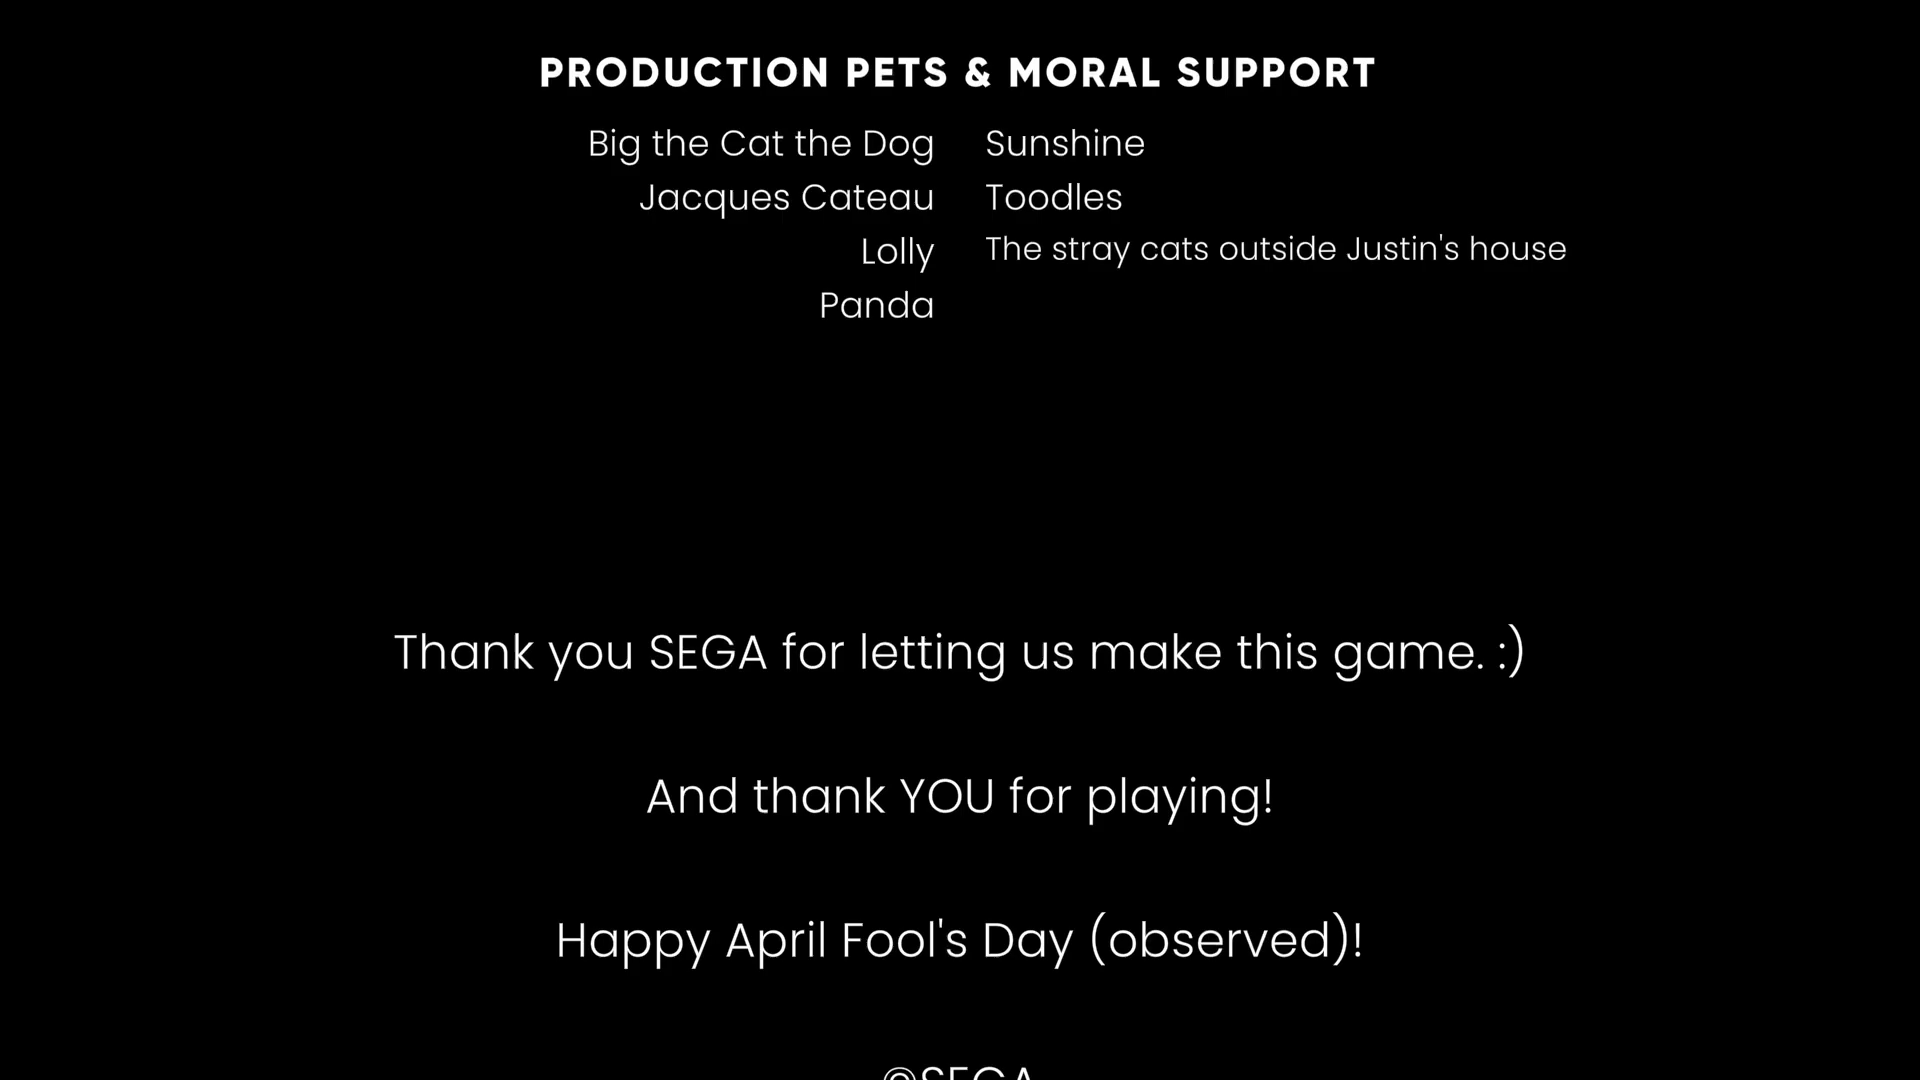 PRODUCTION PETS & MORAL SUPPORT
Big the Cat the Dog
Jacques Cateau
Lolly
Panda
Sunshine
Toodles
The stray cats outside Justin's house
Thank you SEGA for letting us make this game. :)
And thank YOU for playing!
Happy April Fool's Day (observed)!
©SEGA